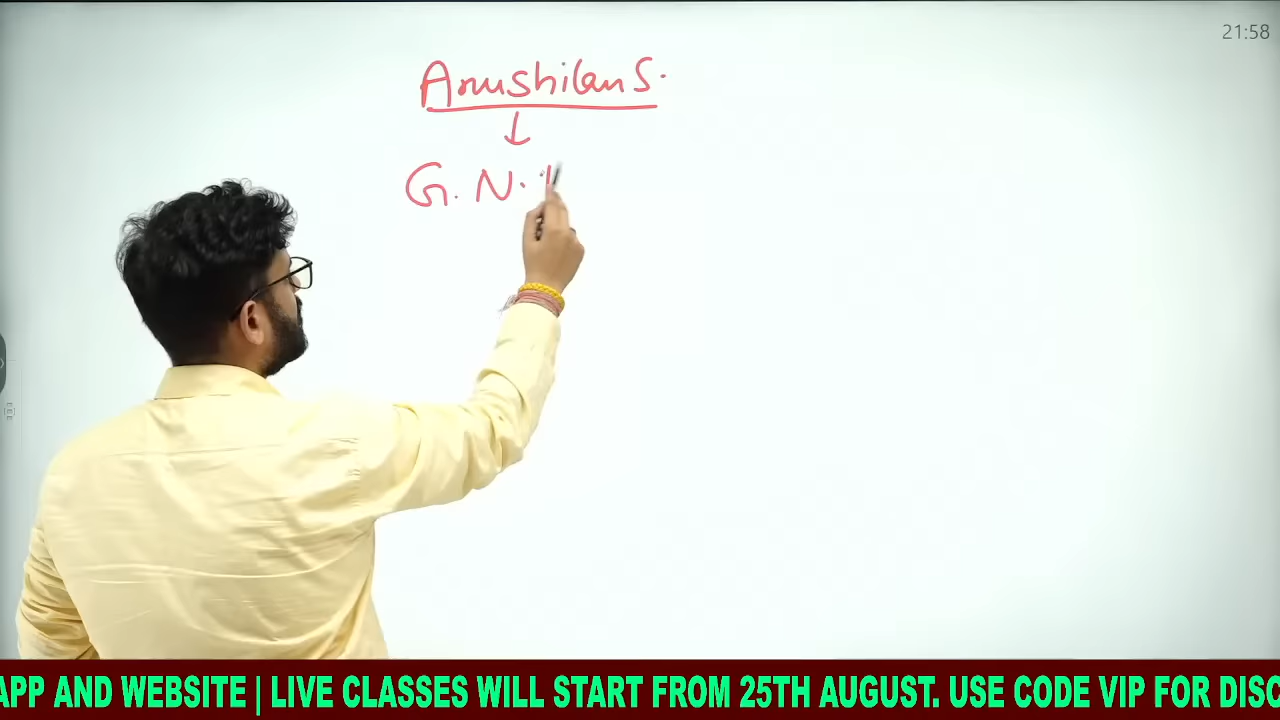 21:58
Anushilan S.
↓
G. N.
APP AND WEBSITE | LIVE CLASSES WILL START FROM 25TH AUGUST. USE CODE VIP FOR DISC